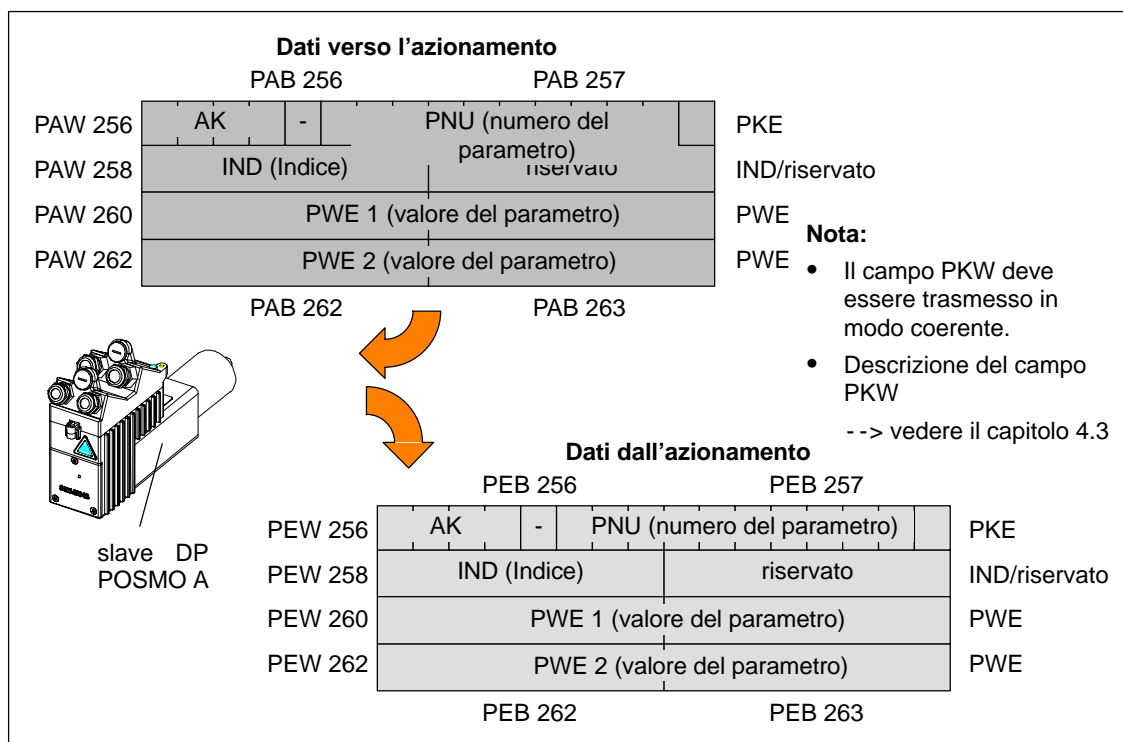 Dati verso l'azionamento
PAB 256 PAB 257
PAW 256 AK - PNU (numero del parametro) PKE
PAW 258 IND (Indice) riservato IND/riservato
PAW 260 PWE 1 (valore del parametro) PWE
PAW 262 PWE 2 (valore del parametro) PWE
PAB 262 PAB 263
Nota:
• Il campo PKW deve
essere trasmesso in
modo coerente.
• Descrizione del campo
PKW
--> vedere il capitolo 4.3
slave DP
POSMO A
Dati dall'azionamento
PEB 256 PEB 257
PEW 256 AK - PNU (numero del parametro) PKE
PEW 258 IND (Indice) riservato IND/riservato
PEW 260 PWE 1 (valore del parametro) PWE
PEW 262 PWE 2 (valore del parametro) PWE
PEB 262 PEB 263